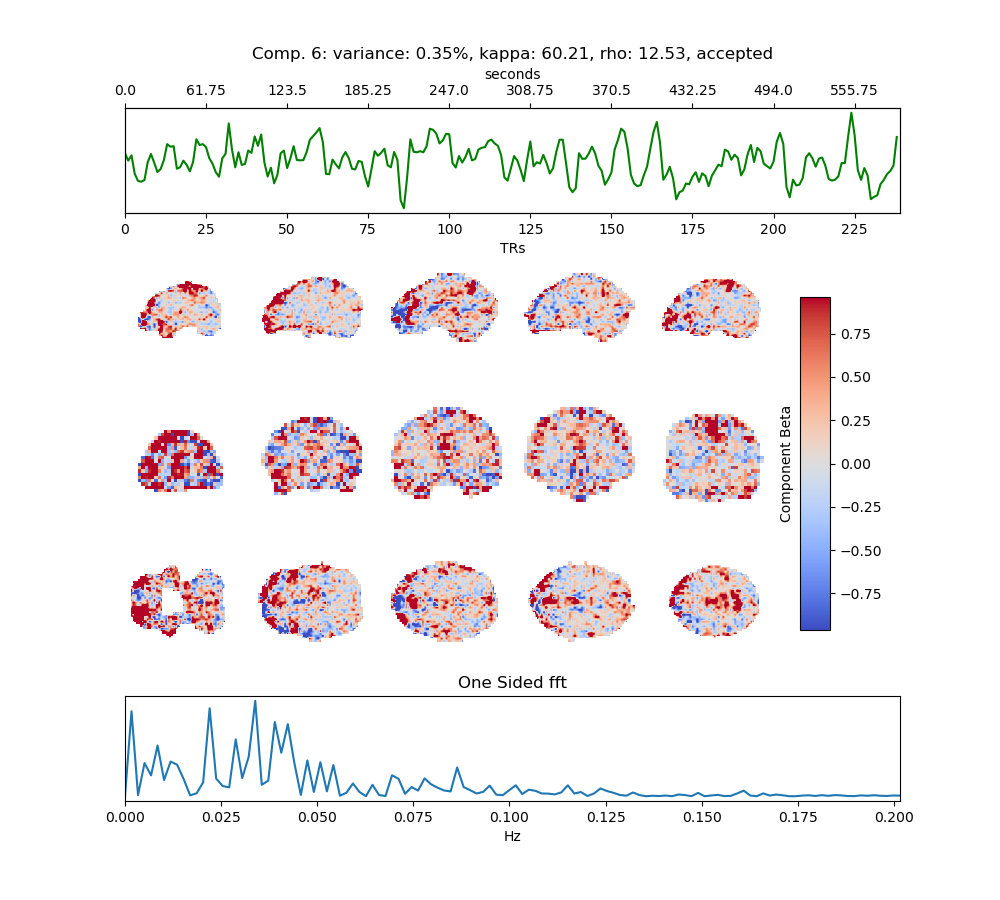 Comp. 6: variance: 0.35%, kappa: 60.21, rho: 12.53, accepted
seconds
0.0 61.75 123.5 185.25 247.0 308.75 370.5 432.25 494.0 555.75
0 25 50 75 100 125 150 175 200 225
TRs
0.75
0.50
0.25
0.00
−0.25
−0.50
−0.75
Component Beta
One Sided fft
0.000 0.025 0.050 0.075 0.100 0.125 0.150 0.175 0.200
Hz